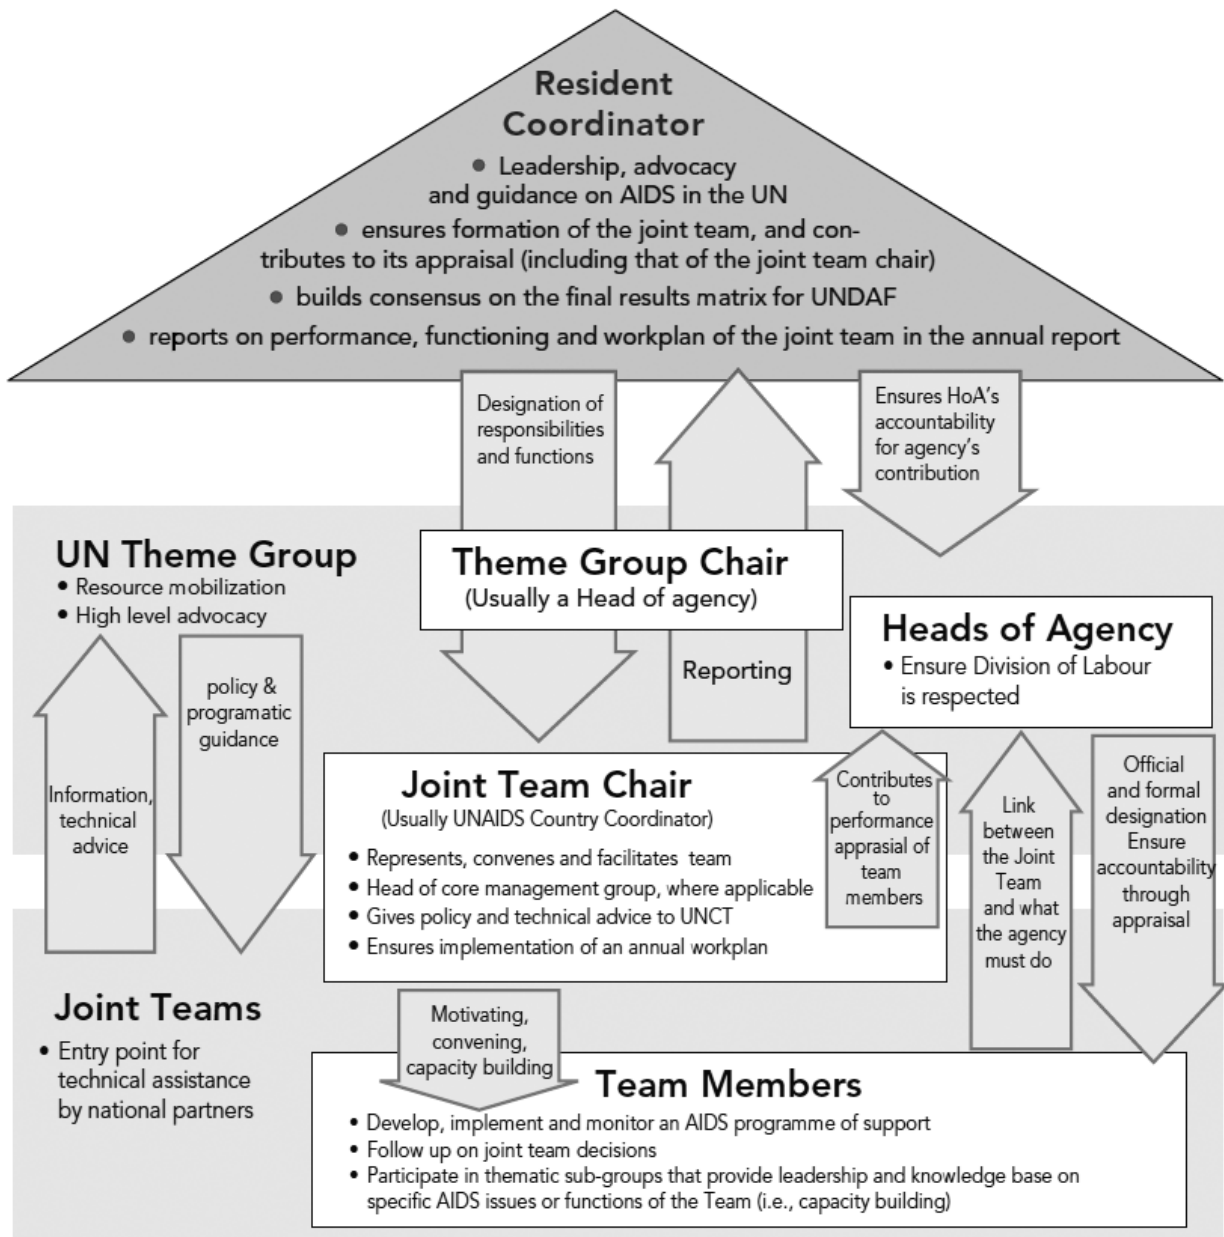 Resident
Coordinator
• Leadership, advocacy
and guidance on AIDS in the UN
• ensures formation of the joint team, and con-
tributes to its appraisal (including that of the joint team chair)
• builds consensus on the final results matrix for UNDAF
• reports on performance, functioning and workplan of the joint team in the annual report
Designation of
responsibilities
and functions
Ensures HoA's
accountability
for agency's
contribution
UN Theme Group
• Resource mobilization
• High level advocacy
Theme Group Chair
(Usually a Head of agency)
Heads of Agency
• Ensure Division of Labour
is respected
Reporting
policy &
programatic
guidance
Information,
technical
advice
Joint Team Chair
(Usually UNAIDS Country Coordinator)
• Represents, convenes and facilitates team
• Head of core management group, where applicable
• Gives policy and technical advice to UNCT
• Ensures implementation of an annual workplan
Contributes
to
performance
apprasial of
team
members
Link
between
the Joint
Team
and what
the agency
must do
Official
and formal
designation
Ensure
accountability
through
appraisal
Joint Teams
• Entry point for
technical assistance
by national partners
Motivating,
convening,
capacity building
Team Members
• Develop, implement and monitor an AIDS programme of support
• Follow up on joint team decisions
• Participate in thematic sub-groups that provide leadership and knowledge base on
specific AIDS issues or functions of the Team (i.e., capacity building)